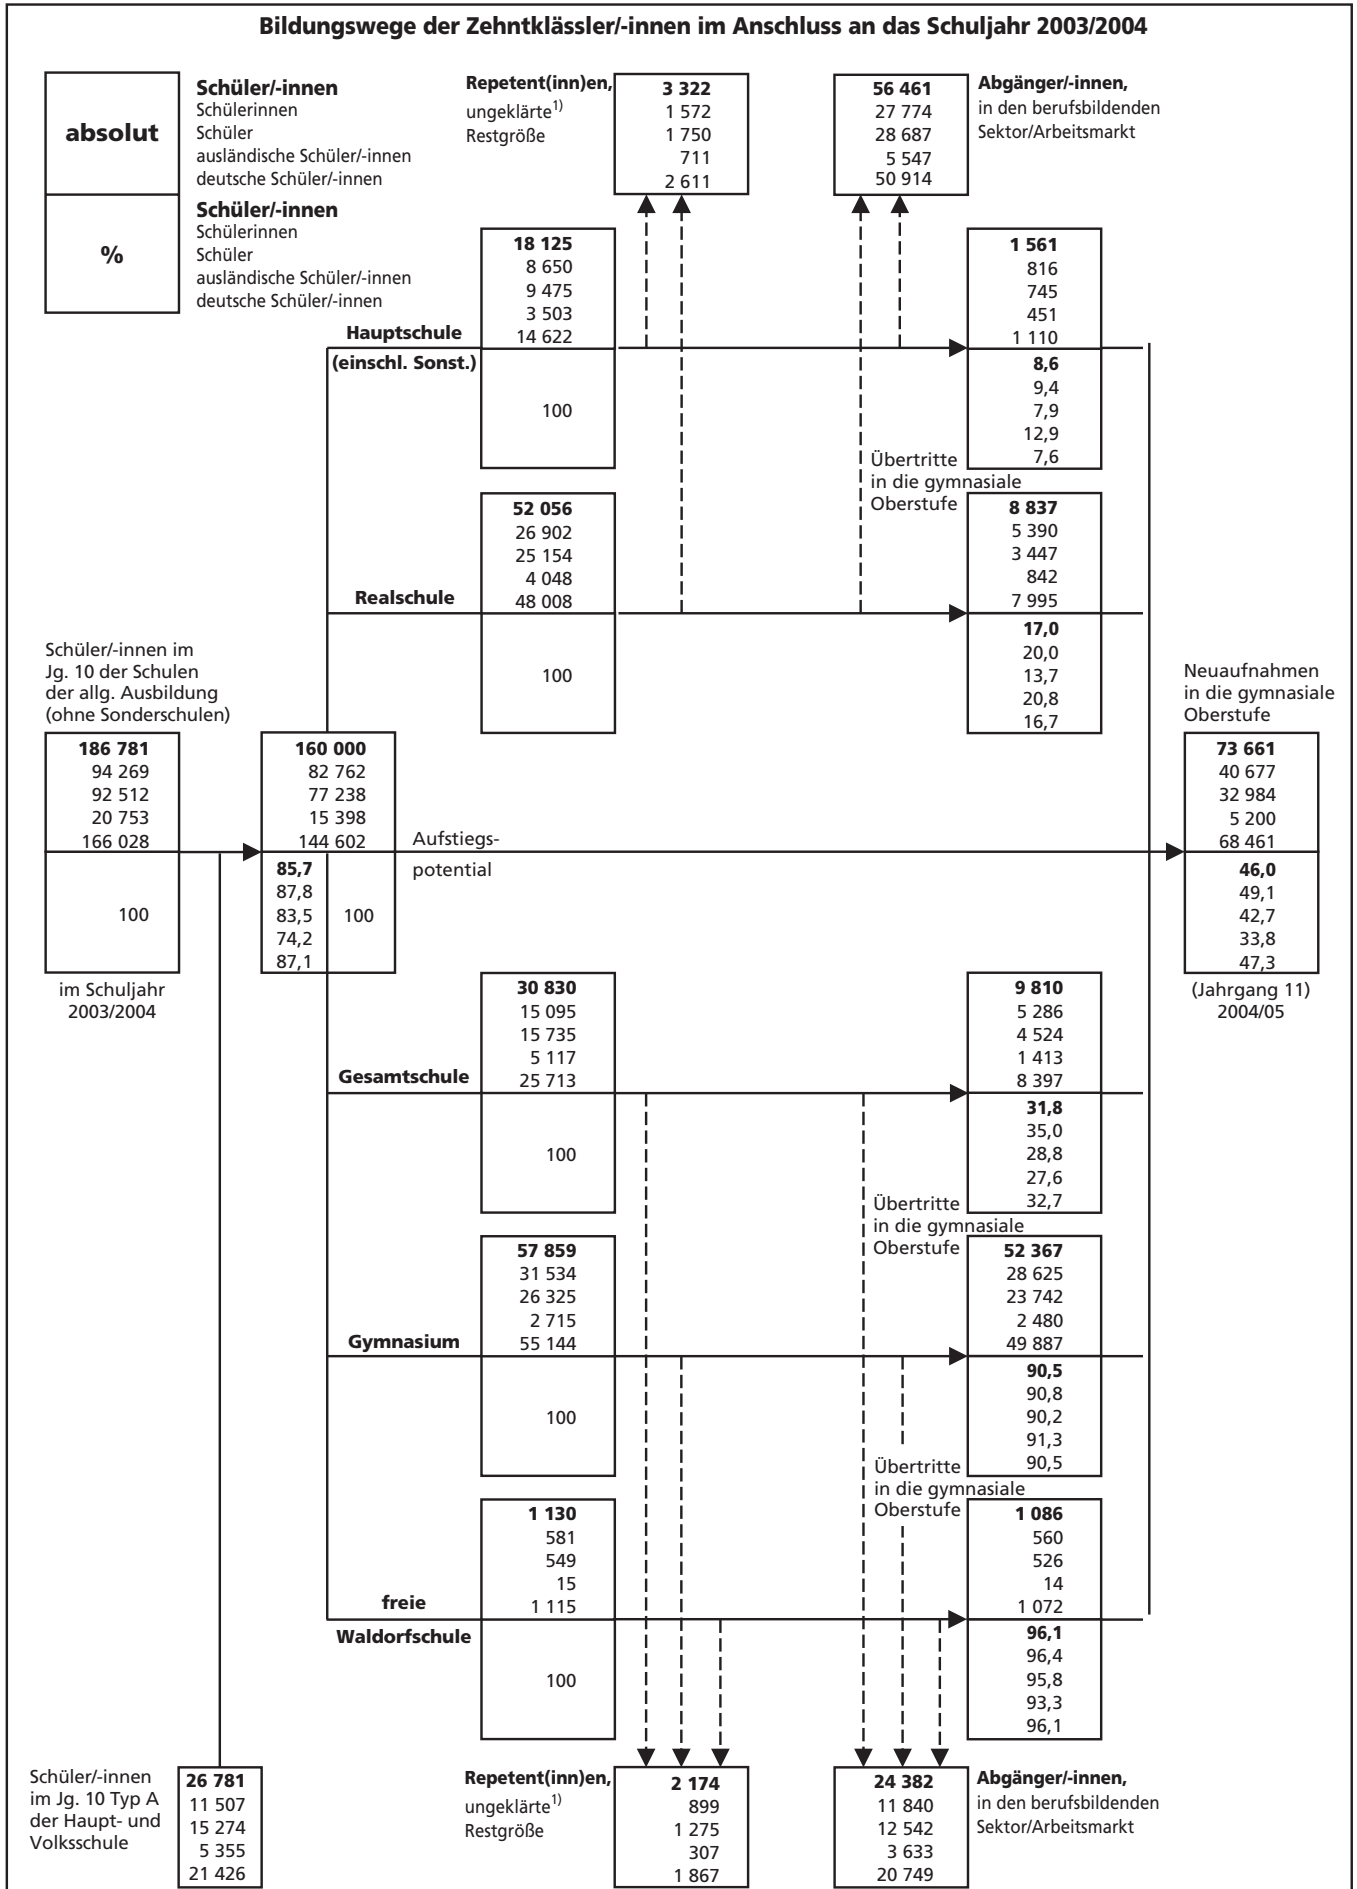 Bildungswege der Zehntklässler/-innen im Anschluss an das Schuljahr 2003/2004
absolut
Schüler/-innen
Schülerinnen
Schüler
ausländische Schüler/-innen
deutsche Schüler/-innen
%
Schüler/-innen
Schülerinnen
Schüler
ausländische Schüler/-innen
deutsche Schüler/-innen
Repetent(inn)en,
ungeklärte1)
Restgröße
3 322
1 572
1 750
711
2 611
56 461
27 774
28 687
5 547
50 914
Abgänger/-innen,
in den berufsbildenden
Sektor/Arbeitsmarkt
Hauptschule
(einschl. Sonst.)
18 125
8 650
9 475
3 503
14 622
100
1 561
816
745
451
1 110
8,6
9,4
7,9
12,9
7,6
Übertritte
in die gymnasiale
Oberstufe
Realschule
52 056
26 902
25 154
4 048
48 008
100
8 837
5 390
3 447
842
7 995
17,0
20,0
13,7
20,8
16,7
Schüler/-innen im
Jg. 10 der Schulen
der allg. Ausbildung
(ohne Sonderschulen)
186 781
94 269
92 512
20 753
166 028
100
im Schuljahr
2003/2004
160 000
82 762
77 238
15 398
144 602
85,7
87,8
83,5
74,2
87,1
100
Aufstiegs-
potential
Neuaufnahmen
in die gymnasiale
Oberstufe
73 661
40 677
32 984
5 200
68 461
46,0
49,1
42,7
33,8
47,3
(Jahrgang 11)
2004/05
Gesamtschule
30 830
15 095
15 735
5 117
25 713
100
9 810
5 286
4 524
1 413
8 397
31,8
35,0
28,8
27,6
32,7
Übertritte
in die gymnasiale
Oberstufe
Gymnasium
57 859
31 534
26 325
2 715
55 144
100
52 367
28 625
23 742
2 480
49 887
90,5
90,8
90,2
91,3
90,5
Übertritte
in die gymnasiale
Oberstufe
freie
Waldorfschule
1 130
581
549
15
1 115
100
1 086
560
526
14
1 072
96,1
96,4
95,8
93,3
96,1
Schüler/-innen
im Jg. 10 Typ A
der Haupt- und
Volksschule
26 781
11 507
15 274
5 355
21 426
Repetent(inn)en,
ungeklärte1)
Restgröße
2 174
899
1 275
307
1 867
24 382
11 840
12 542
3 633
20 749
Abgänger/-innen,
in den berufsbildenden
Sektor/Arbeitsmarkt